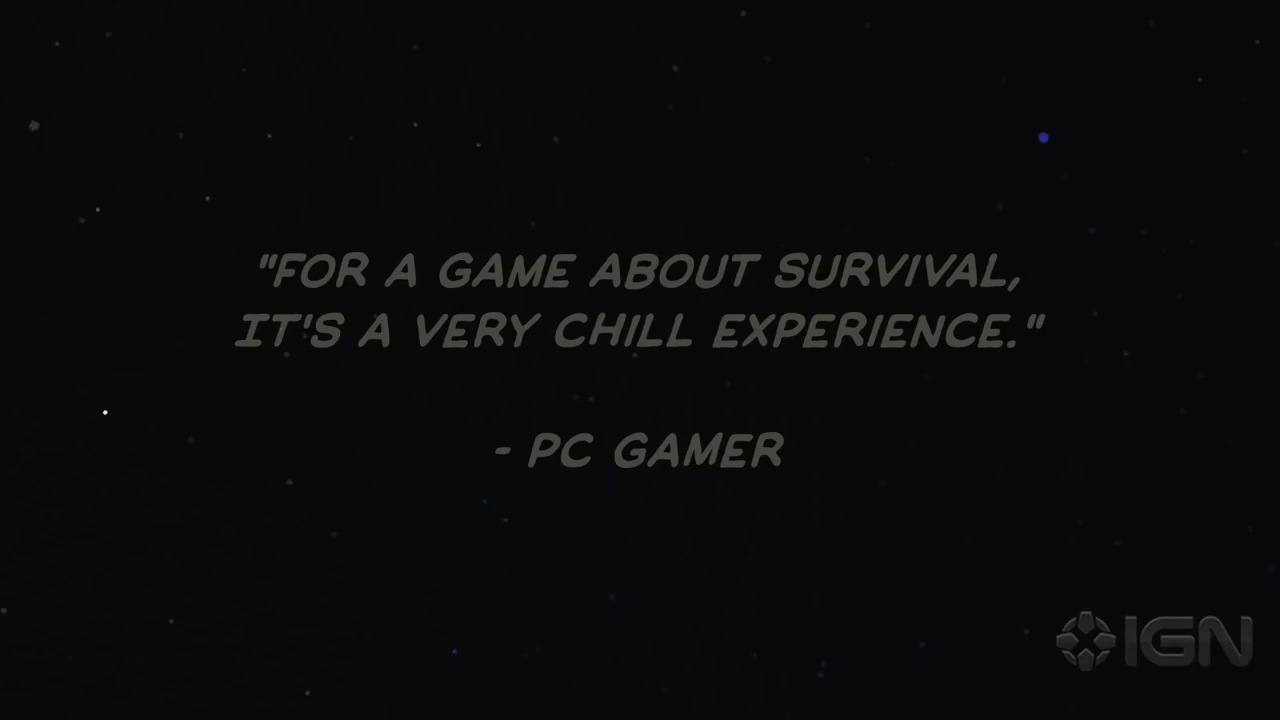 "FOR A GAME ABOUT SURVIVAL,
IT'S A VERY CHILL EXPERIENCE."
- PC GAMER
IGN